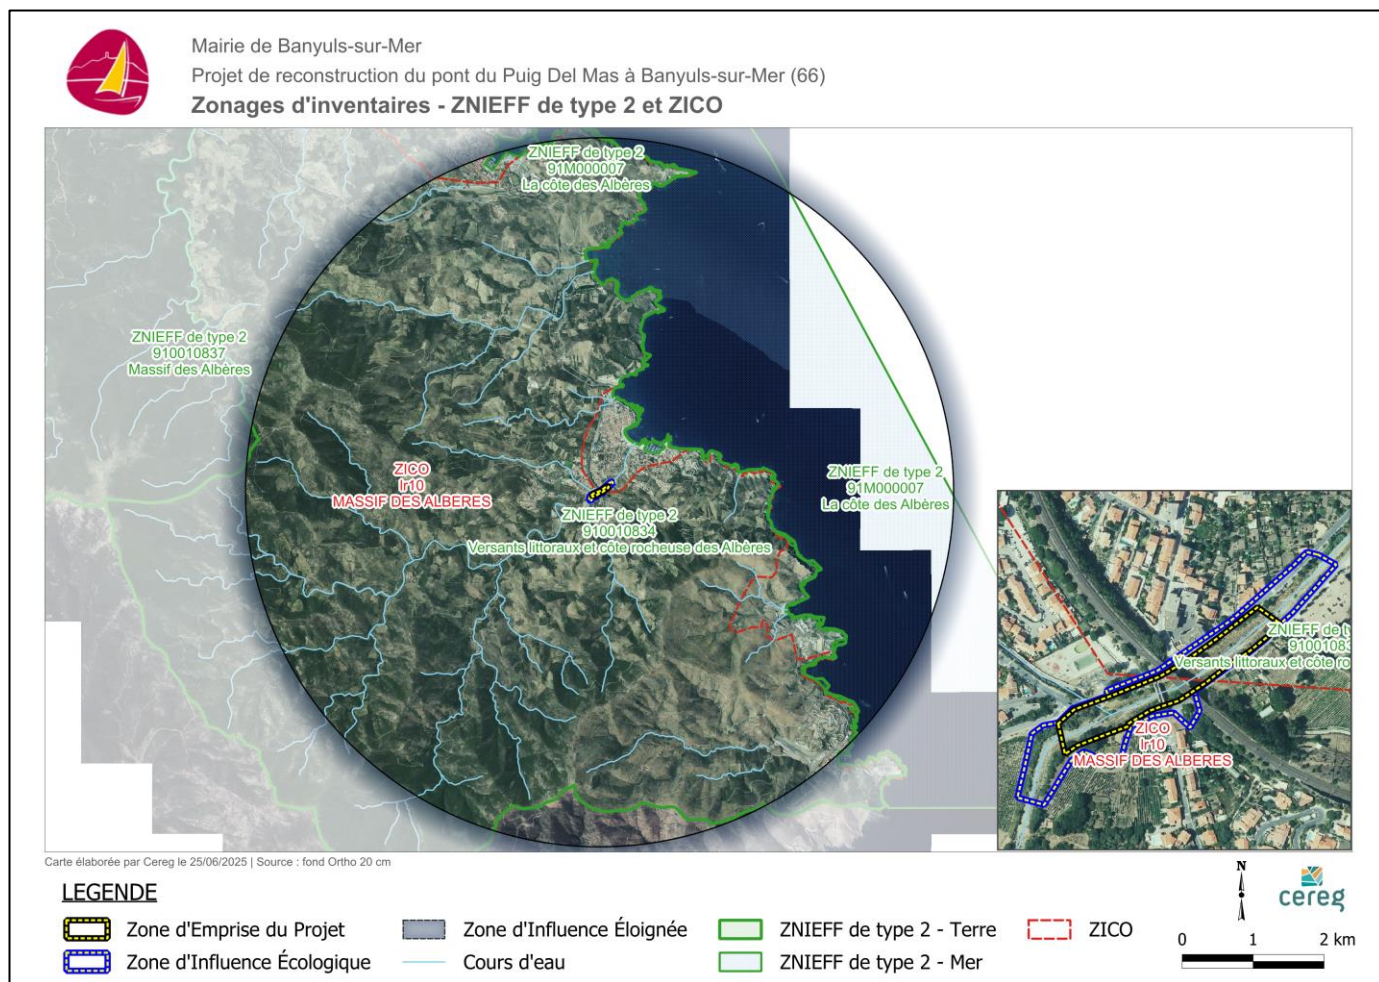 Mairie de Banyuls-sur-Mer
Projet de reconstruction du pont du Puig Del Mas à Banyuls-sur-Mer (66)
Zonages d'inventaires - ZNIEFF de type 2 et ZICO
ZNIEFF de type 2
91M000007
La côte des Albères
ZNIEFF de type 2
910010837
Massif des Albères
ZICO
Ir10
MASSIF DES ALBERES
ZNIEFF de type 2
91M000007
La côte des Albères
ZNIEFF de type 2
910010834
Versants littoraux et côte rocheuse des Albères
ZNIEFF de t
91001083
Versants littoraux et côte ro
ZICO
Ir10
MASSIF DES ALBERES
Carte élaborée par Cereg le 25/06/2025 | Source : fond Ortho 20 cm
LEGENDE
Zone d'Emprise du Projet
Zone d'Influence Éloignée
ZNIEFF de type 2 - Terre
ZICO
Zone d'Influence Écologique
Cours d'eau
ZNIEFF de type 2 - Mer
N
cereg
0 1 2 km